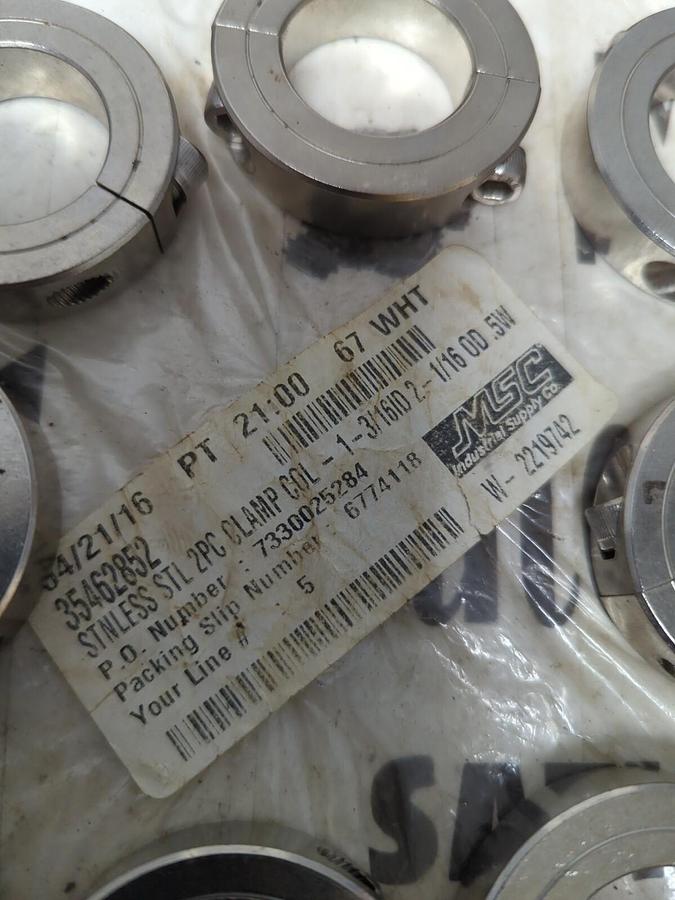 04/21/16 PT 21:00 67 WHT
35462852
STNLESS STL 2PC CLAMP COL - 1-3/16ID 2-1/16 OD .5W
P.O. Number : 7330025284
Packing Slip Number : 6774118
Your Line # 5
MSC
Industrial Supply Co.
W - 2219742